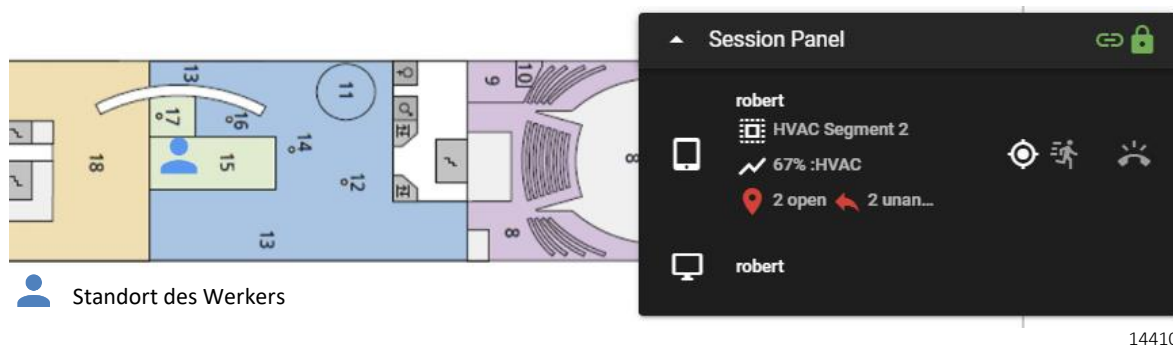 Session Panel
robert
HVAC Segment 2
67% :HVAC
2 open 2 unan...
robert
13
11
10
9
17
16
14
18
15
12
8
8
13
Standort des Werkers
14410